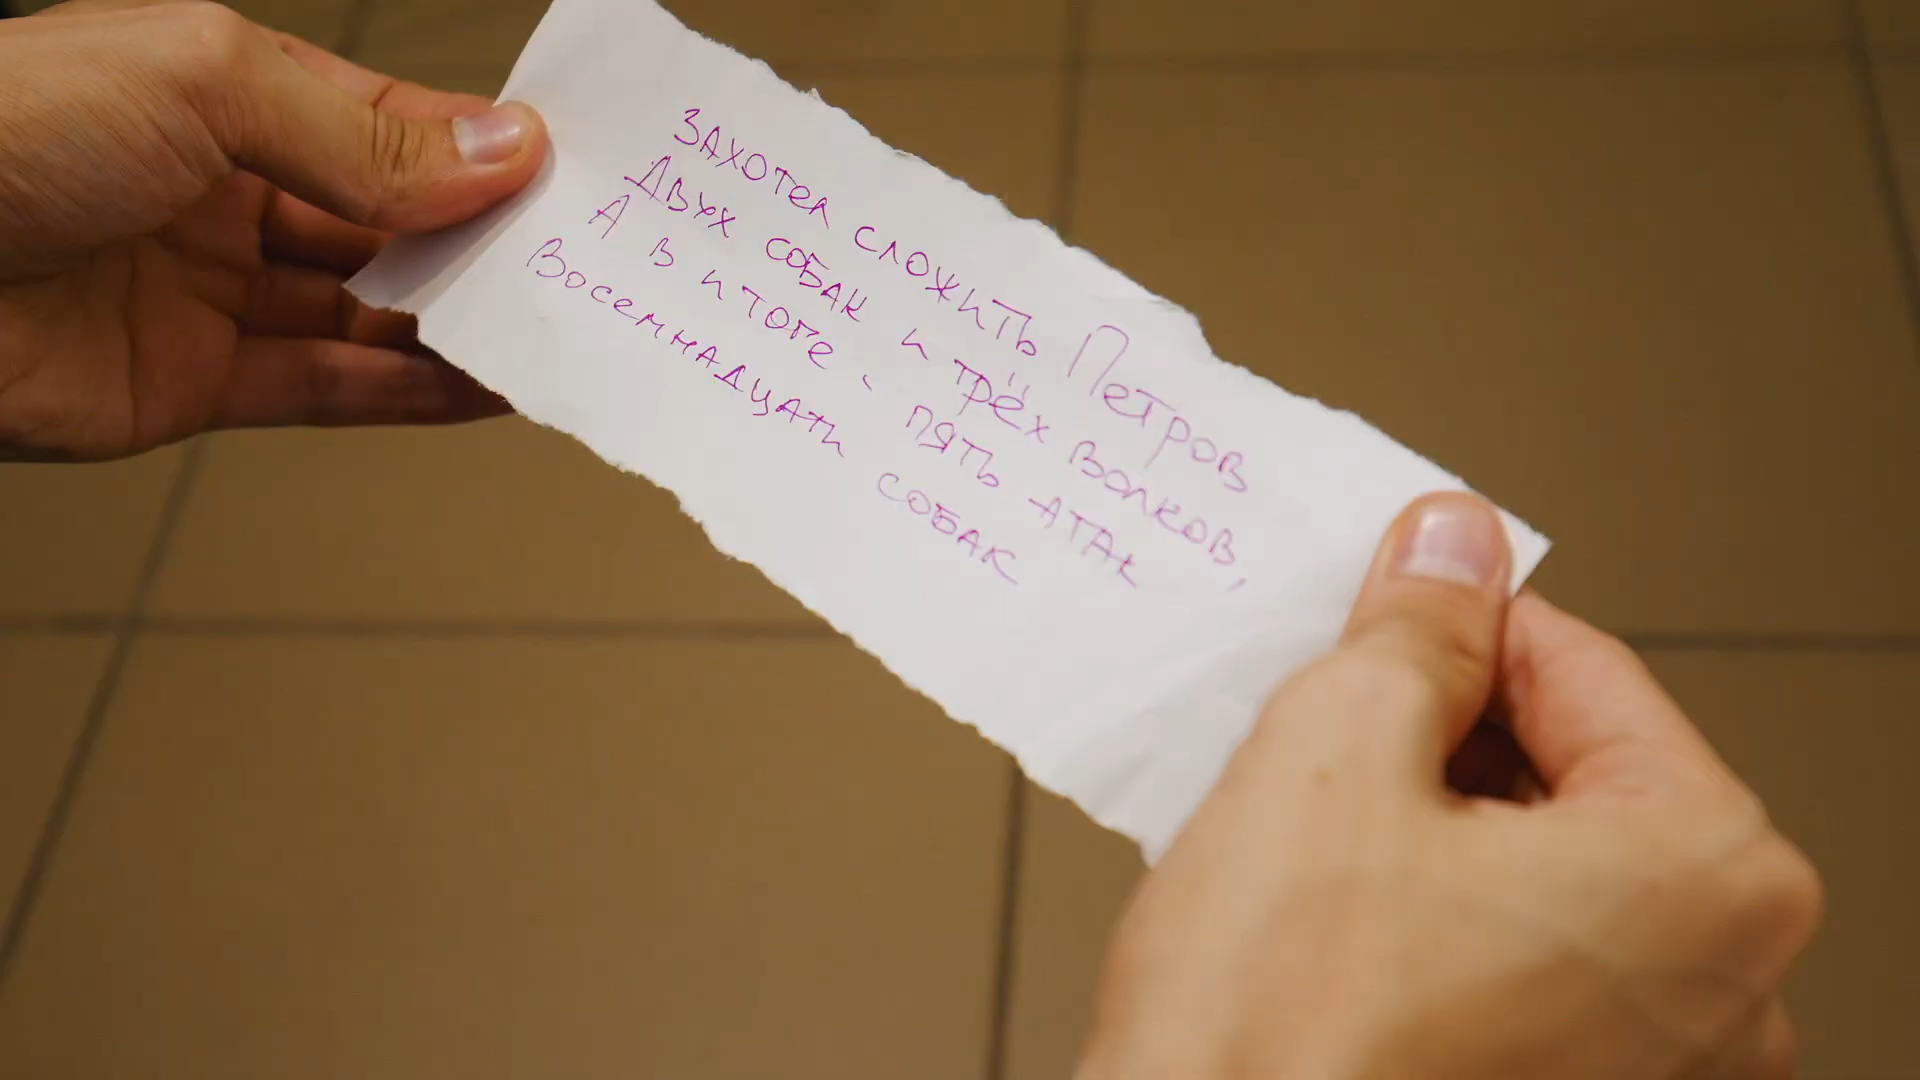 Захотел сложить Петров
Двух собак и трёх волков,
А в итоге - пять атак
Восемнадцати собак